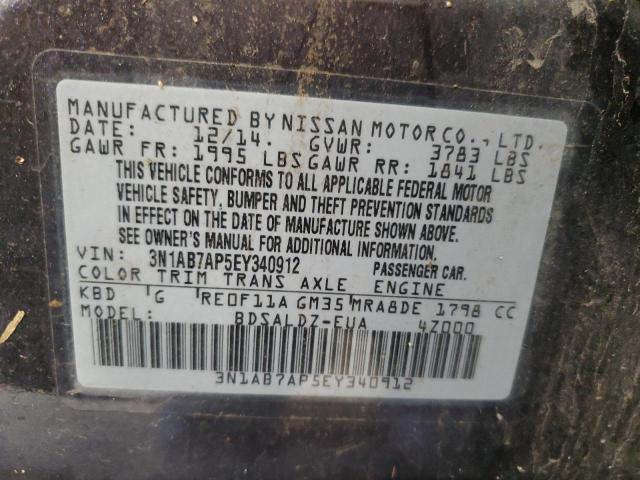 MANUFACTURED BY NISSAN MOTOR CO., LTD.
DATE: 12/14. GVWR: 3783 LBS
GAWR FR: 1995 LBS GAWR RR: 1841 LBS
THIS VEHICLE CONFORMS TO ALL APPLICABLE FEDERAL MOTOR
VEHICLE SAFETY, BUMPER AND THEFT PREVENTION STANDARDS
IN EFFECT ON THE DATE OF MANUFACTURE SHOWN ABOVE.
SEE OWNER'S MANUAL FOR ADDITIONAL INFORMATION.
VIN: 3N1AB7AP5EY340912 PASSENGER CAR.
COLOR TRIM TRANS AXLE ENGINE
KBD G RE0F11A GM35 MRA8DE 1798 CC
MODEL: BDSALDZ-EUA 4Z000
3N1AB7AP5EY340912